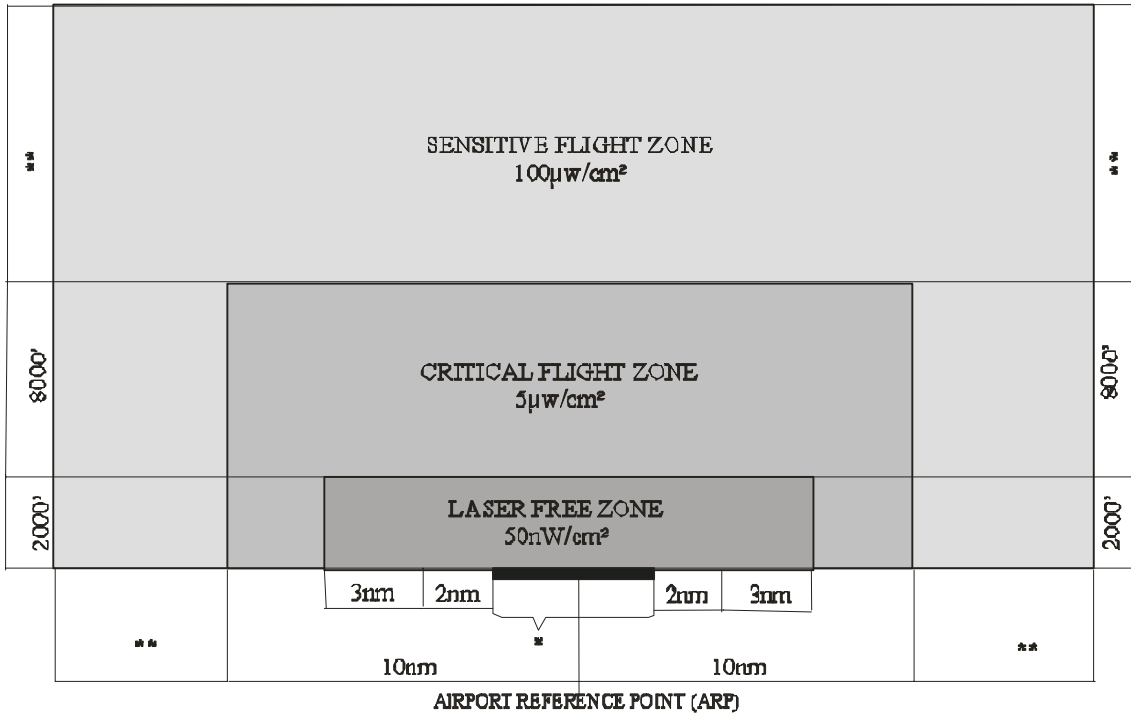 SENSITIVE FLIGHT ZONE
100µw/cm²
**
**
CRITICAL FLIGHT ZONE
5µw/cm²
8000'
8000'
LASER FREE ZONE
50nW/cm²
2000'
2000'
3nm 2nm 2nm 3nm
** * **
10nm 10nm
AIRPORT REFERENCE POINT (ARP)